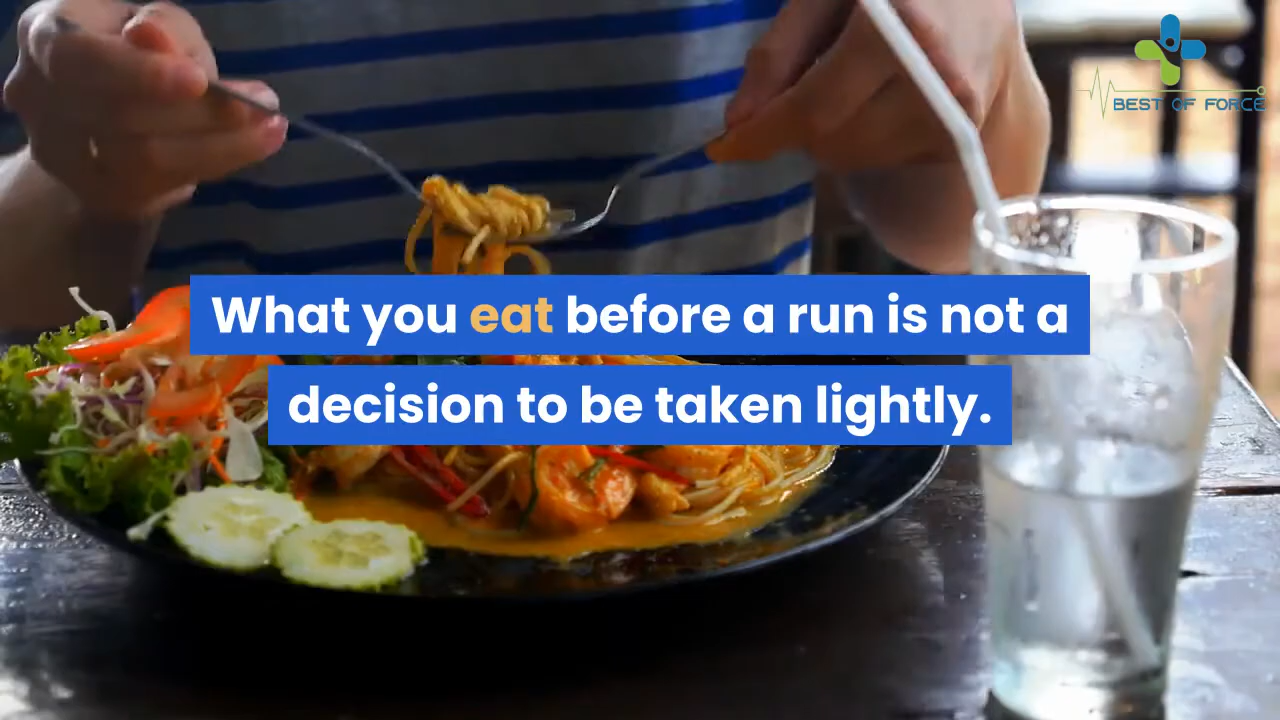 BEST OF FORCE
What you eat before a run is not a
decision to be taken lightly.